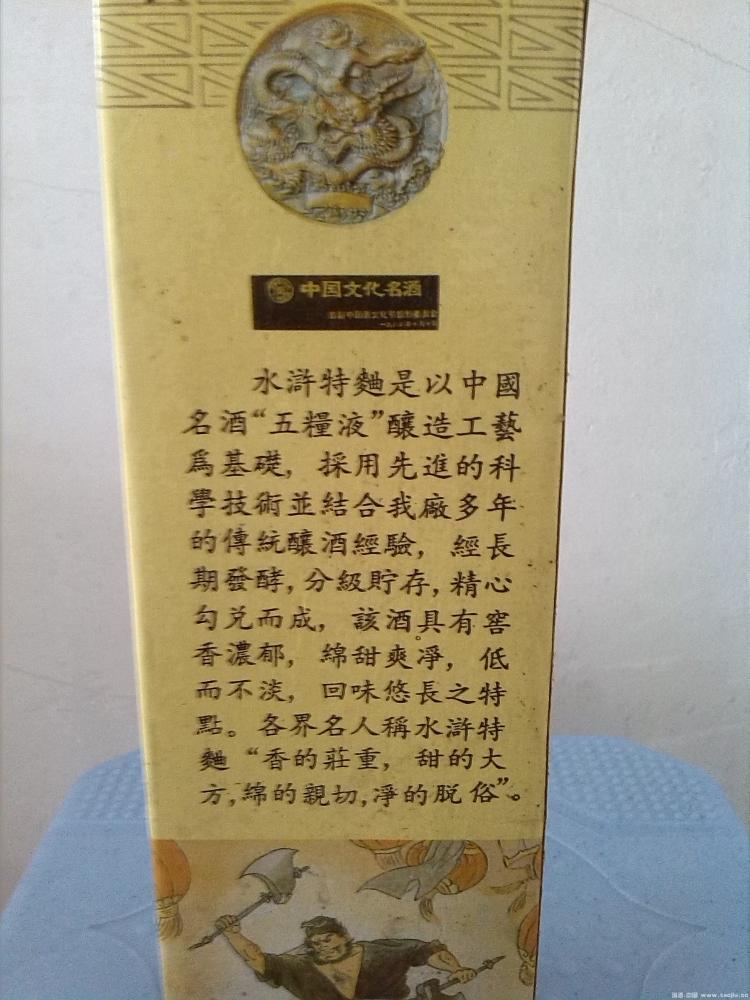 中国文化名酒
水滸特麯是以中國
名酒“五糧液”釀造工藝
爲基礎，採用先進的科
學技術並結合我廠多年
的傳統釀酒經驗，經長
期發酵，分級貯存，精心
勾兑而成，該酒具有窖
香濃郁，綿甜爽凈，低
而不淡，回味悠長之特
點。各界名人稱水滸特
麯“香的莊重，甜的大
方，綿的親切，凈的脱俗”。